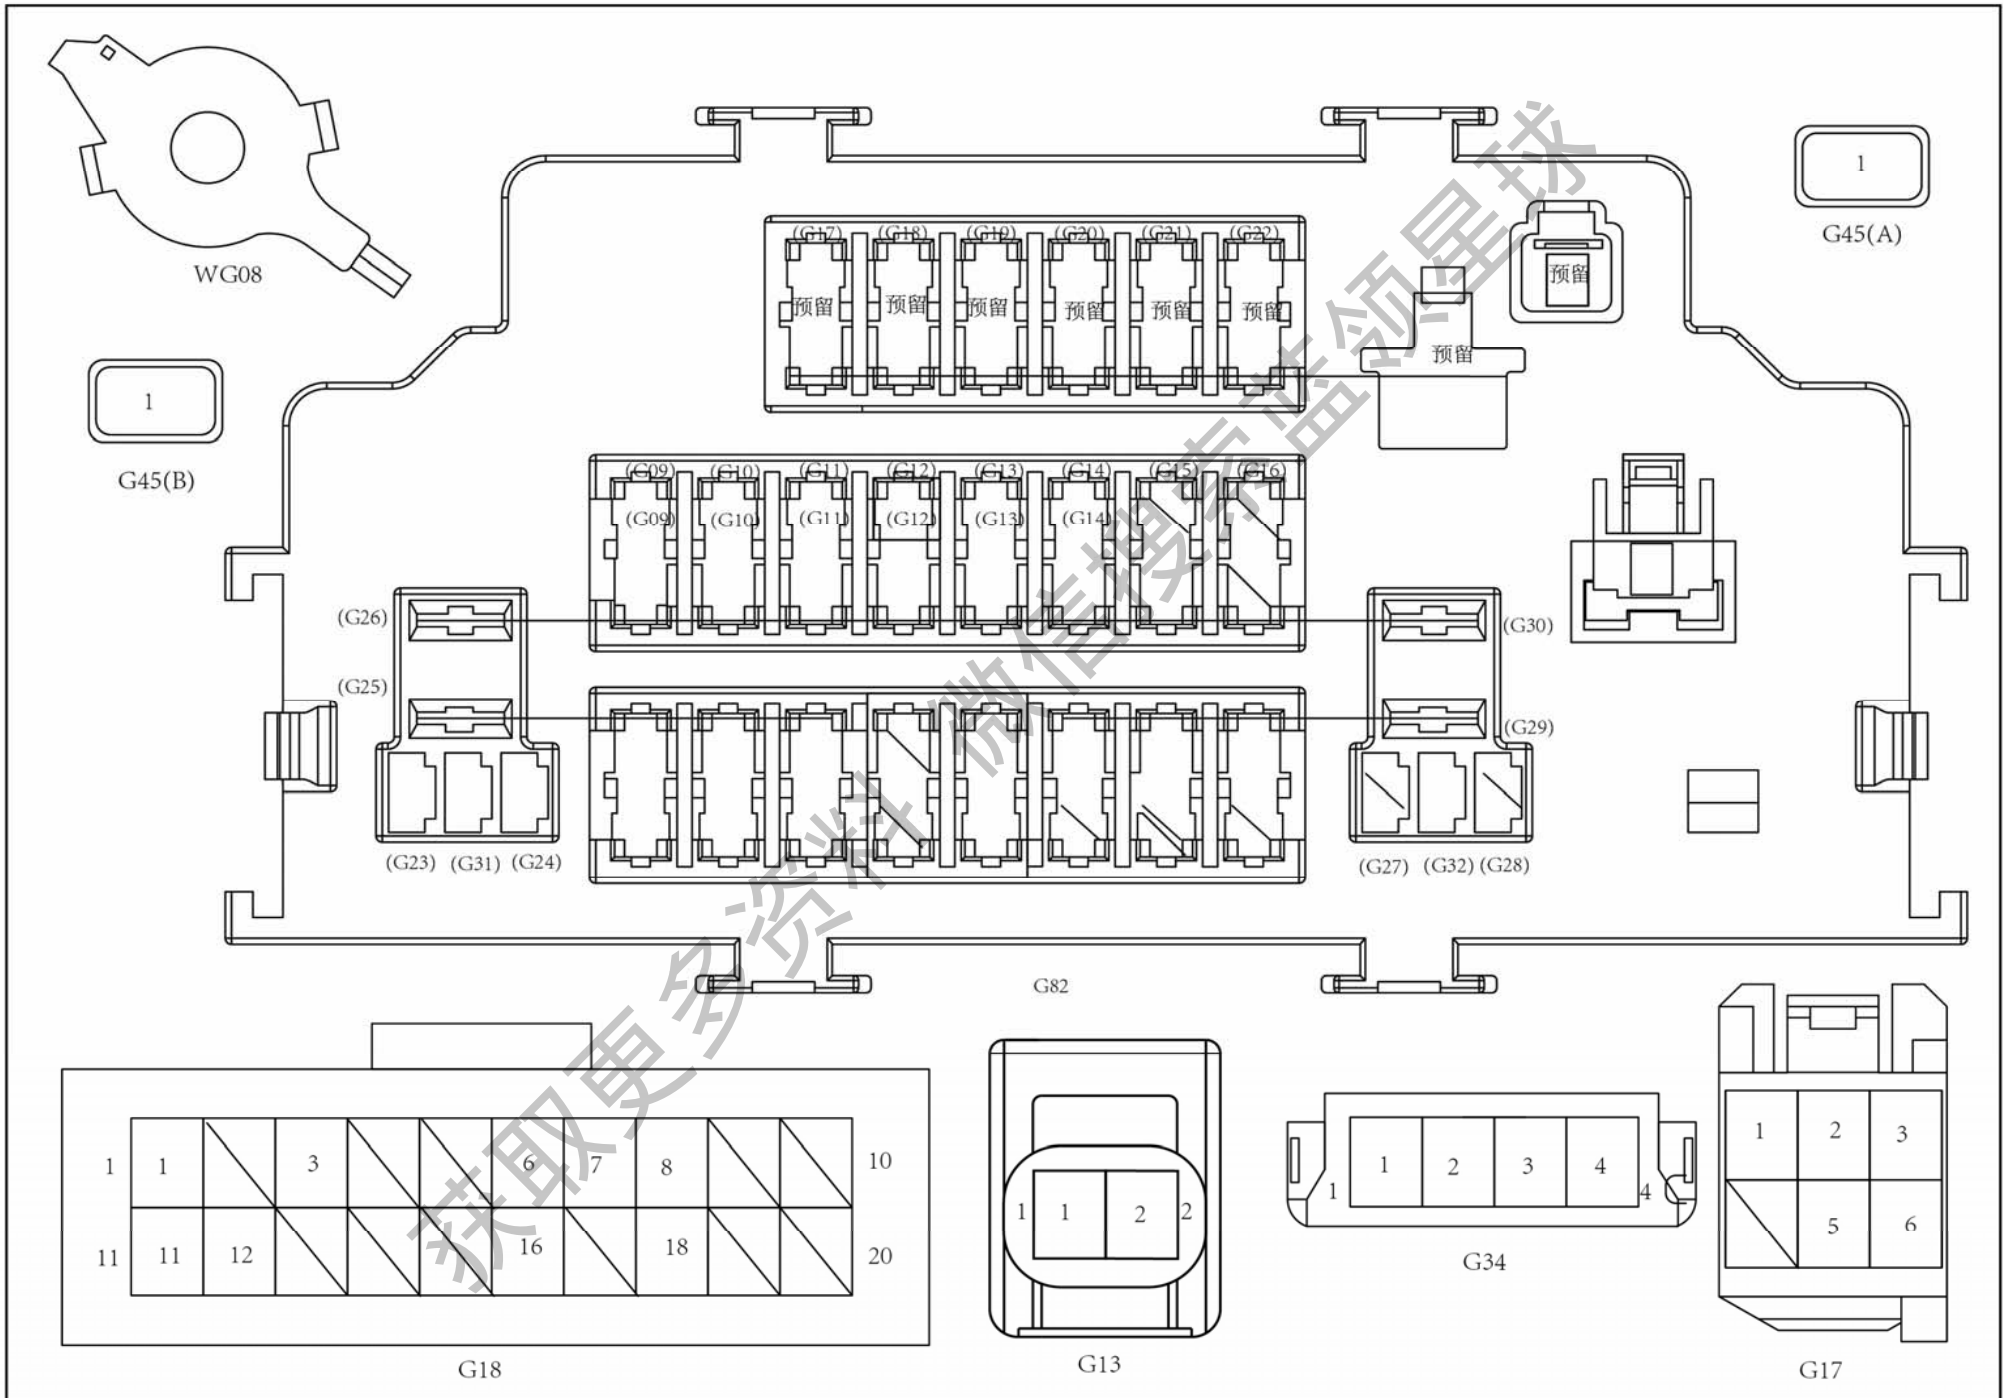 WG08
1
G45(A)
1
G45(B)
(G17) (G18) (G19) (G20) (G21) (G22)
预留 预留 预留 预留 预留 预留
预留
预留
(G09) (G10) (G11) (G12) (G13) (G14) (G15) (G16)
(G09) (G10) (G11) (G12) (G13) (G14)
(G26)
(G30)
(G25)
(G29)
(G23) (G31) (G24)
(G27) (G32) (G28)
G82
1 1 3 6 7 8 10
11 11 12 16 18 20
G18
1 1 2 2
G13
1 1 2 3 4 4
G34
1 2 3
5 6
G17
获取更多资料 微信搜索蓝领星球